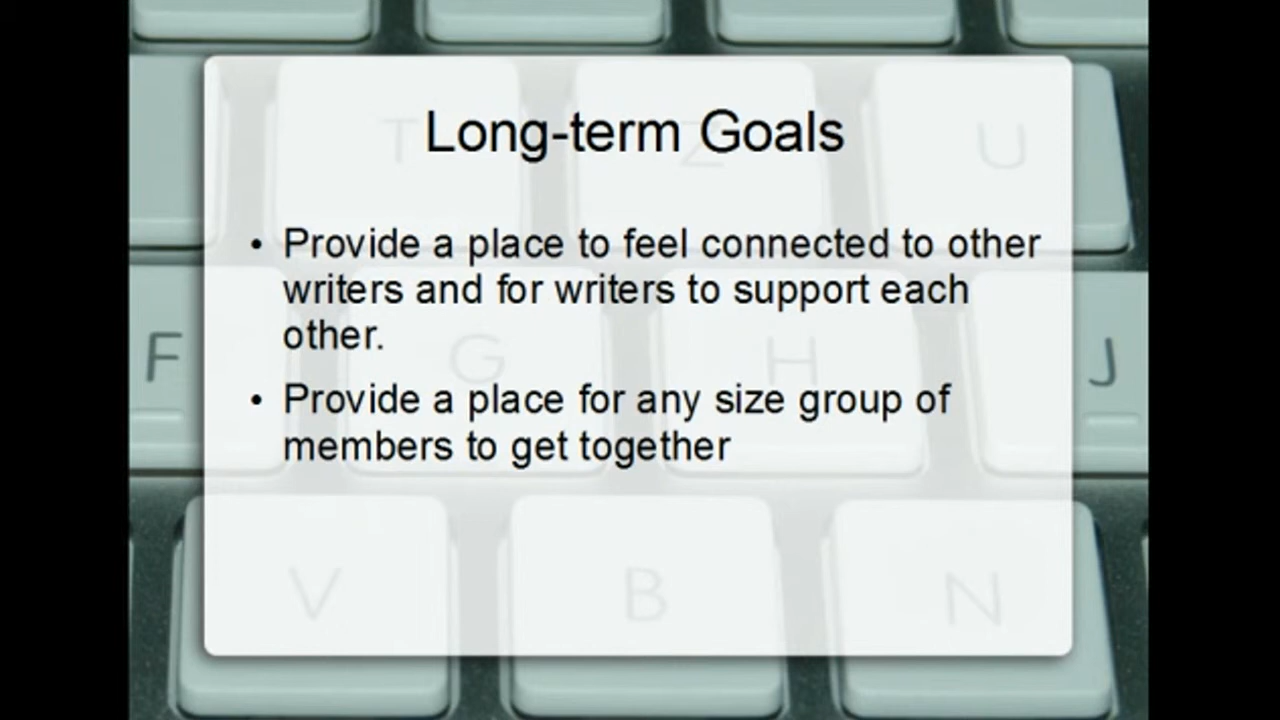 Long-term Goals
• Provide a place to feel connected to other
writers and for writers to support each
other.
• Provide a place for any size group of
members to get together
T Z U
F G H J
V B N